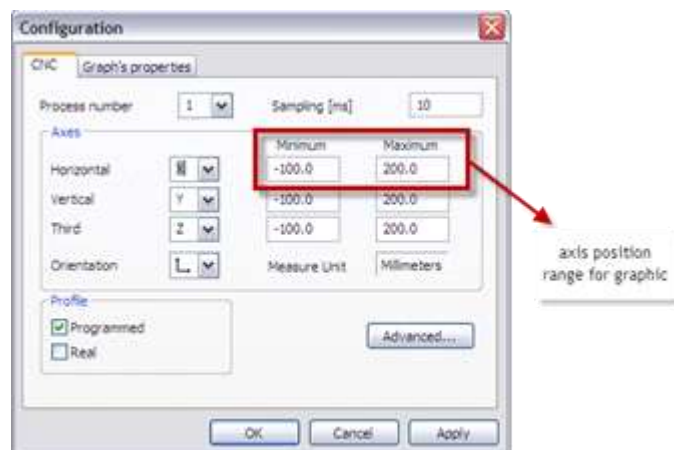 Configuration
CNC Graph's properties
Process number 1 Sampling [ms] 10
Axes
Minimum Maximum
Horizontal -100.0 200.0
Vertical Y -100.0 200.0
Third Z -100.0 200.0
Orientation Measure Unit Millimeters
axis position
range for graphic
Profile
Programmed
Real
Advanced...
OK Cancel Apply